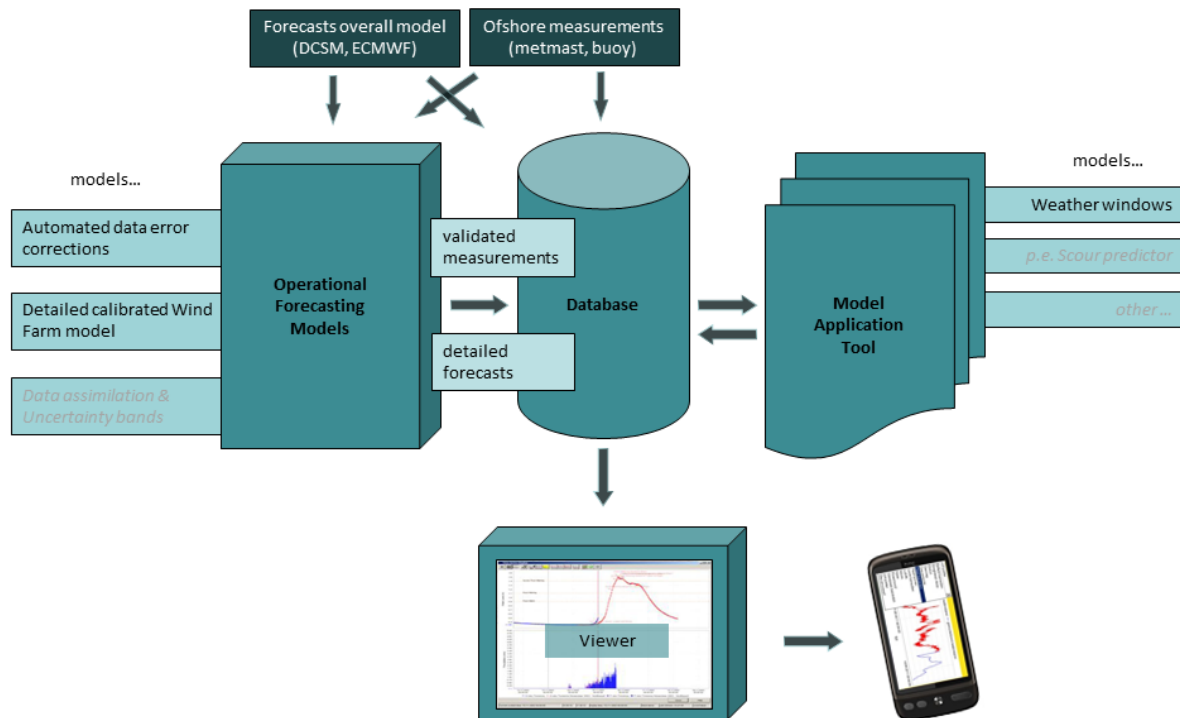 Forecasts overall model
(DCSM, ECMWF)
Ofshore measurements
(metmast, buoy)
models...
Automated data error
corrections
Detailed calibrated Wind
Farm model
Data assimilation &
Uncertainty bands
Operational
Forecasting
Models
validated
measurements
detailed
forecasts
Database
Model
Application
Tool
models...
Weather windows
p.e. Scour predictor
other ...
Viewer